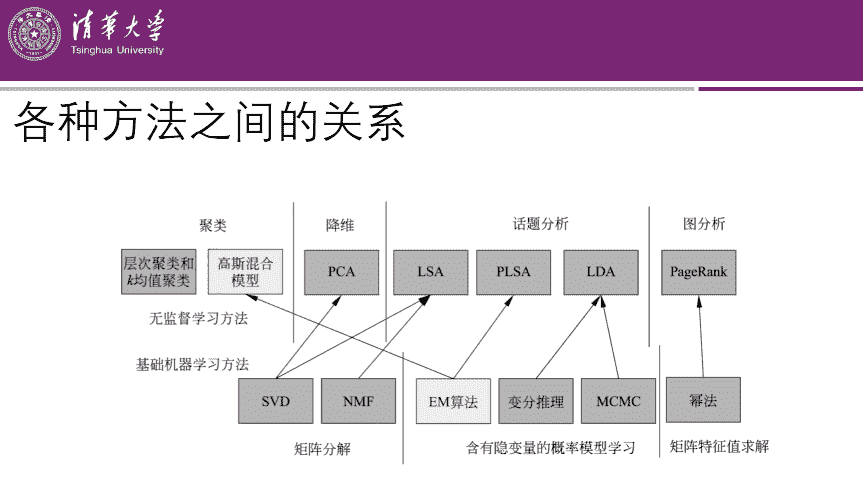 清华大学
Tsinghua University
各种方法之间的关系
聚类
降维
话题分析
图分析
层次聚类和
k均值聚类
高斯混合
模型
PCA
LSA
PLSA
LDA
PageRank
无监督学习方法
基础机器学习方法
SVD
NMF
EM算法
变分推理
MCMC
幂法
矩阵分解
含有隐变量的概率模型学习
矩阵特征值求解